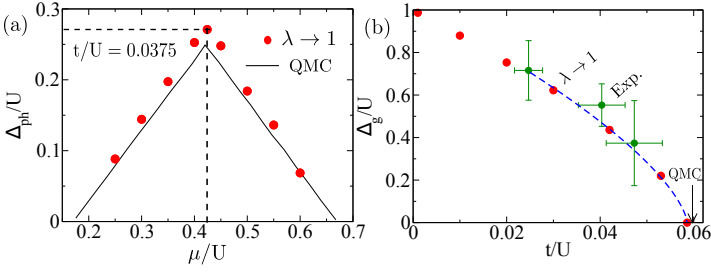 (a)
0.3
0.2
0.1
0
Δph/U
t/U = 0.0375
λ → 1
QMC
0.2 0.3 0.4 0.5 0.6 0.7
μ/U
(b)
1
0.8
0.6
0.4
0.2
0
Δg/U
λ → 1
Exp.
QMC
0 0.02 0.04 0.06
t/U